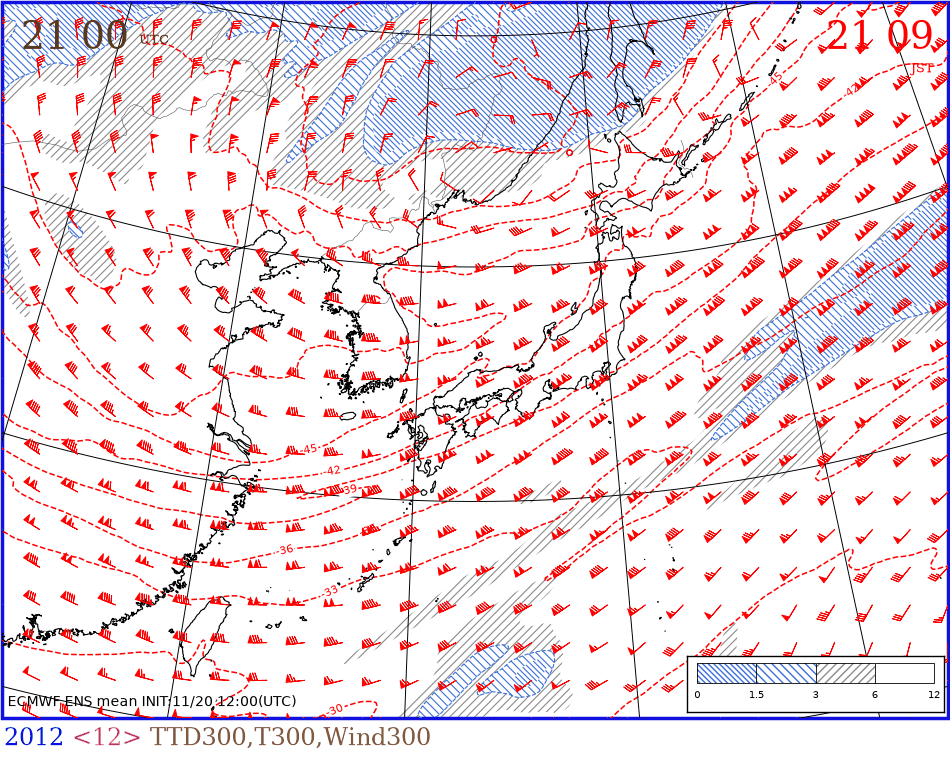 21 00 UTC
21 09
JST
-45
-42
-45
-42
-39
-36
-33
-30
0 1.5 3 6 12
ECMWF ENS mean INIT:11/20 12:00(UTC)
2012 <12> TTD300,T300,Wind300